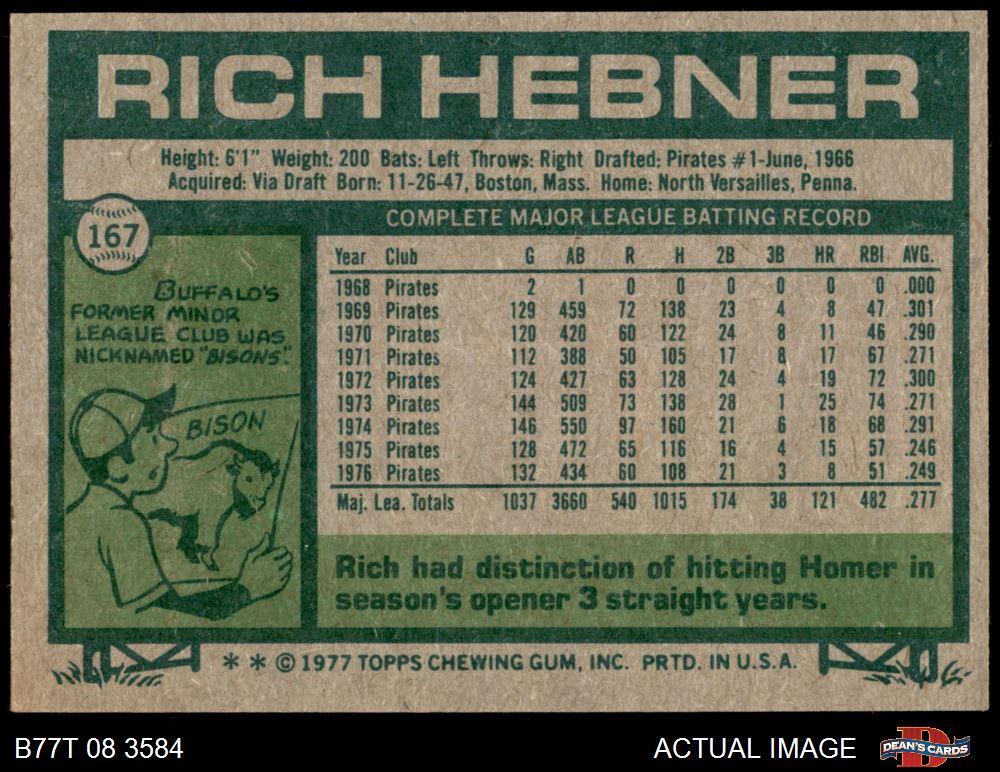 RICH HEBNER
Height: 6'1" Weight: 200 Bats: Left Throws: Right Drafted: Pirates #1-June, 1966
Acquired: Via Draft Born: 11-26-47, Boston, Mass. Home: North Versailles, Penna.
167
BUFFALO'S
FORMER MINOR
LEAGUE CLUB WAS
NICKNAMED "BISONS".
BISON
COMPLETE MAJOR LEAGUE BATTING RECORD
Year Club G AB R H 2B 3B HR RBI AVG.
1968 Pirates 2 1 0 0 0 0 0 0 .000
1969 Pirates 129 459 72 138 23 4 8 47 .301
1970 Pirates 120 420 60 122 24 8 11 46 .290
1971 Pirates 112 388 50 105 17 8 17 67 .271
1972 Pirates 124 427 63 128 24 4 19 72 .300
1973 Pirates 144 509 73 138 28 1 25 74 .271
1974 Pirates 146 550 97 160 21 6 18 68 .291
1975 Pirates 128 472 65 116 16 4 15 57 .246
1976 Pirates 132 434 60 108 21 3 8 51 .249
Maj. Lea. Totals 1037 3660 540 1015 174 38 121 482 .277
Rich had distinction of hitting Homer in
season's opener 3 straight years.
* * © 1977 TOPPS CHEWING GUM, INC. PRTD. IN U.S.A.
B77T 08 3584
ACTUAL IMAGE
D
DEAN'S CARDS